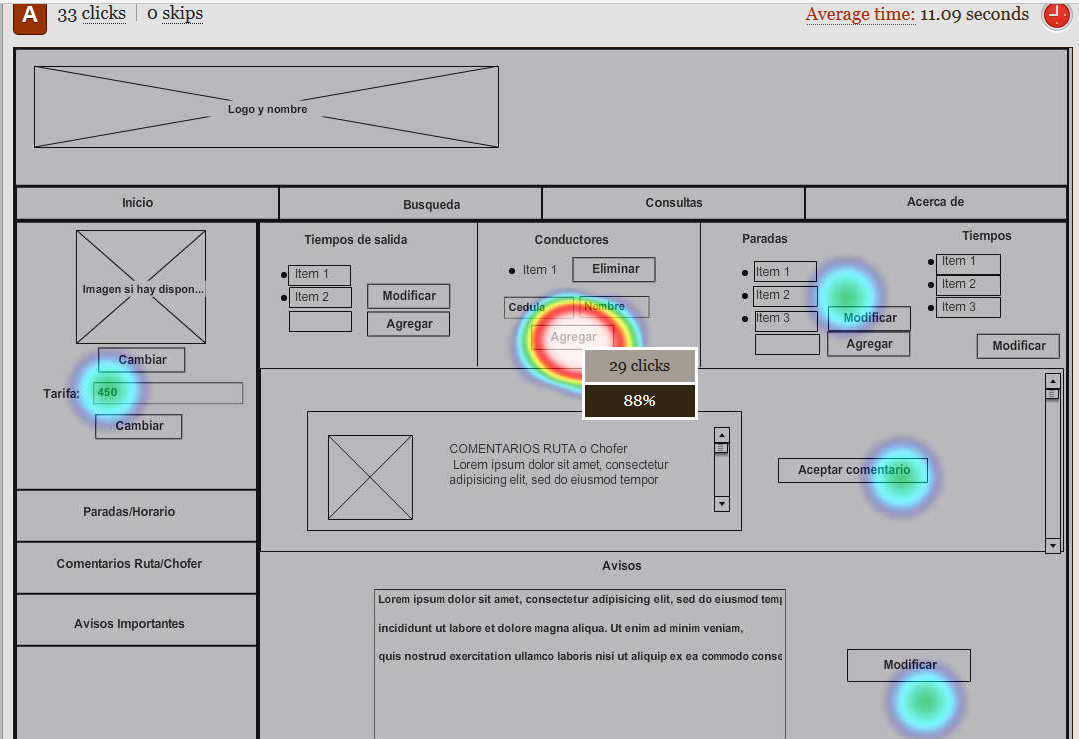 A 33 clicks 0 skips Average time: 11.09 seconds
Logo y nombre
Inicio Busqueda Consultas Acerca de
Imagen si hay dispon...
Cambiar
Tarifa: 450
Cambiar
Paradas/Horario
Comentarios Ruta/Chofer
Avisos Importantes
Tiempos de salida
Item 1
Item 2 Modificar
Agregar
Conductores
Item 1 Eliminar
Cedula Nombre
Agregar
29 clicks
88%
Paradas
Item 1
Item 2
Item 3 Modificar
Agregar
Tiempos
Item 1
Item 2
Item 3
Modificar
COMENTARIOS RUTA o Chofer
Lorem ipsum dolor sit amet, consectetur
adipisicing elit, sed do eiusmod tempor
Aceptar comentario
Avisos
Lorem ipsum dolor sit amet, consectetur adipisicing elit, sed do eiusmod temp
incididunt ut labore et dolore magna aliqua. Ut enim ad minim veniam,
quis nostrud exercitation ullamco laboris nisi ut aliquip ex ea commodo conse
Modificar